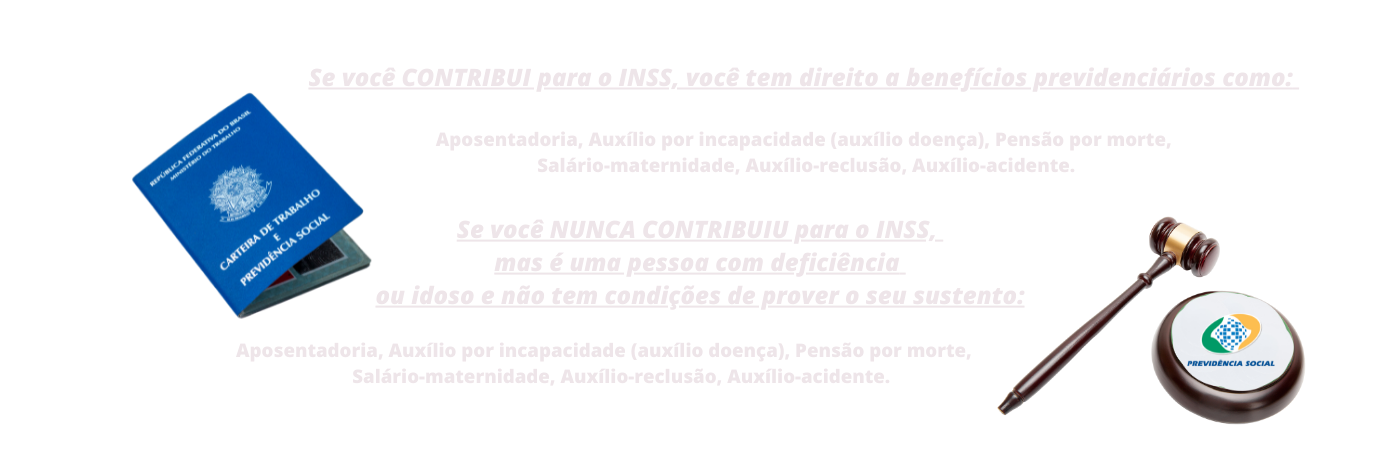 Se você CONTRIBUI para o INSS, você tem direito a benefícios previdenciários como:
Aposentadoria, Auxílio por incapacidade (auxílio doença), Pensão por morte,
Salário-maternidade, Auxílio-reclusão, Auxílio-acidente.
REPÚBLICA FEDERATIVA DO BRASIL
MINISTÉRIO DO TRABALHO
CARTEIRA DE TRABALHO
E
PREVIDÊNCIA SOCIAL
Se você NUNCA CONTRIBUIU para o INSS,
mas é uma pessoa com deficiência
ou idoso e não tem condições de prover o seu sustento:
Aposentadoria, Auxílio por incapacidade (auxílio doença), Pensão por morte,
Salário-maternidade, Auxílio-reclusão, Auxílio-acidente.
PREVIDÊNCIA SOCIAL